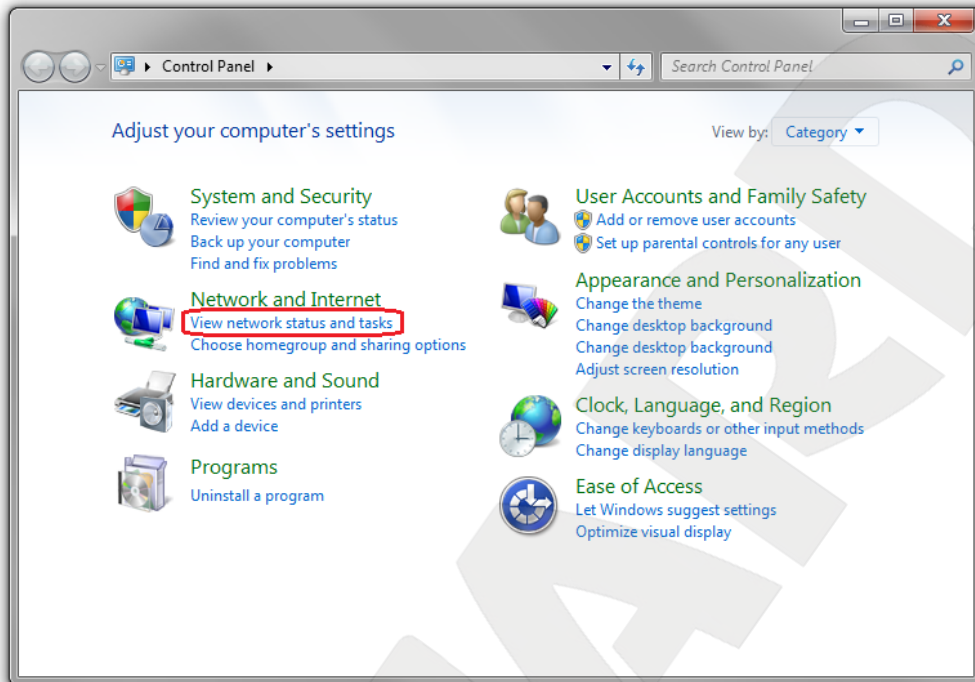 Control Panel
Search Control Panel
Adjust your computer's settings
View by: Category
System and Security
Review your computer's status
Back up your computer
Find and fix problems
Network and Internet
View network status and tasks
Choose homegroup and sharing options
Hardware and Sound
View devices and printers
Add a device
Programs
Uninstall a program
User Accounts and Family Safety
Add or remove user accounts
Set up parental controls for any user
Appearance and Personalization
Change the theme
Change desktop background
Change desktop background
Adjust screen resolution
Clock, Language, and Region
Change keyboards or other input methods
Change display language
Ease of Access
Let Windows suggest settings
Optimize visual display